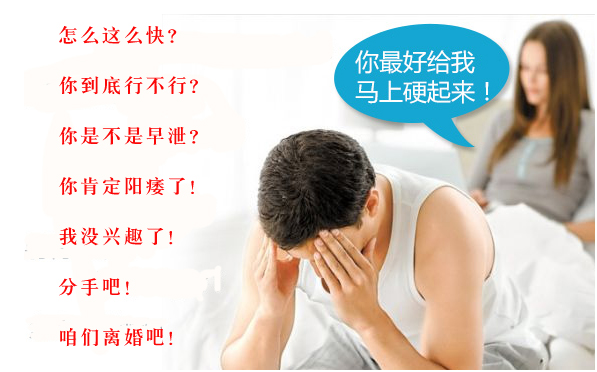 怎么这么快?
你到底行不行?
你是不是早泄?
你肯定阳痿了!
我没兴趣了!
分手吧!
咱们离婚吧!
你最好给我
马上硬起来！